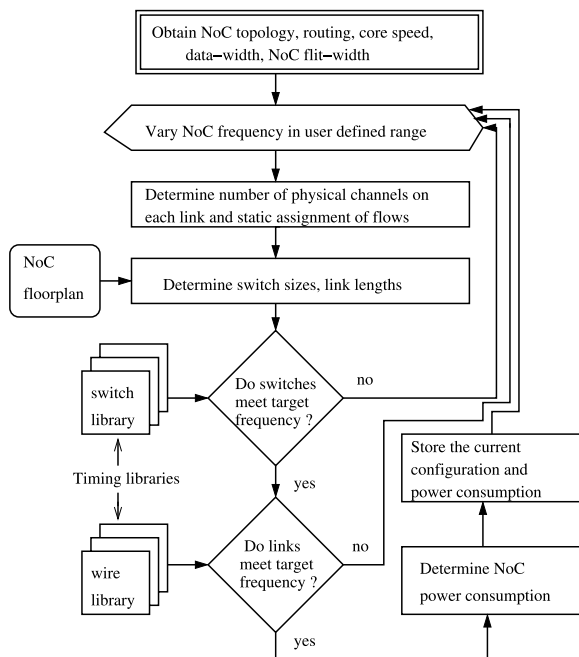 Obtain NoC topology, routing, core speed,
data−width, NoC flit−width
Vary NoC frequency in user defined range
Determine number of physical channels on
each link and static assignment of flows
NoC
floorplan
Determine switch sizes, link lengths
Do switches
meet target
frequency ?
no
switch
library
yes
Timing libraries
Store the current
configuration and
power consumption
Do links
meet target
frequency ?
no
wire
library
Determine NoC
power consumption
yes